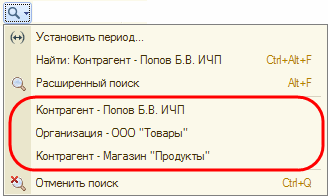 Установить период...
Найти: Контрагент - Попов Б.В. ИЧП Ctrl+Alt+F
Расширенный поиск Alt+F
Контрагент - Попов Б.В. ИЧП
Организация - ООО "Товары"
Контрагент - Магазин "Продукты"
Отменить поиск Ctrl+Q